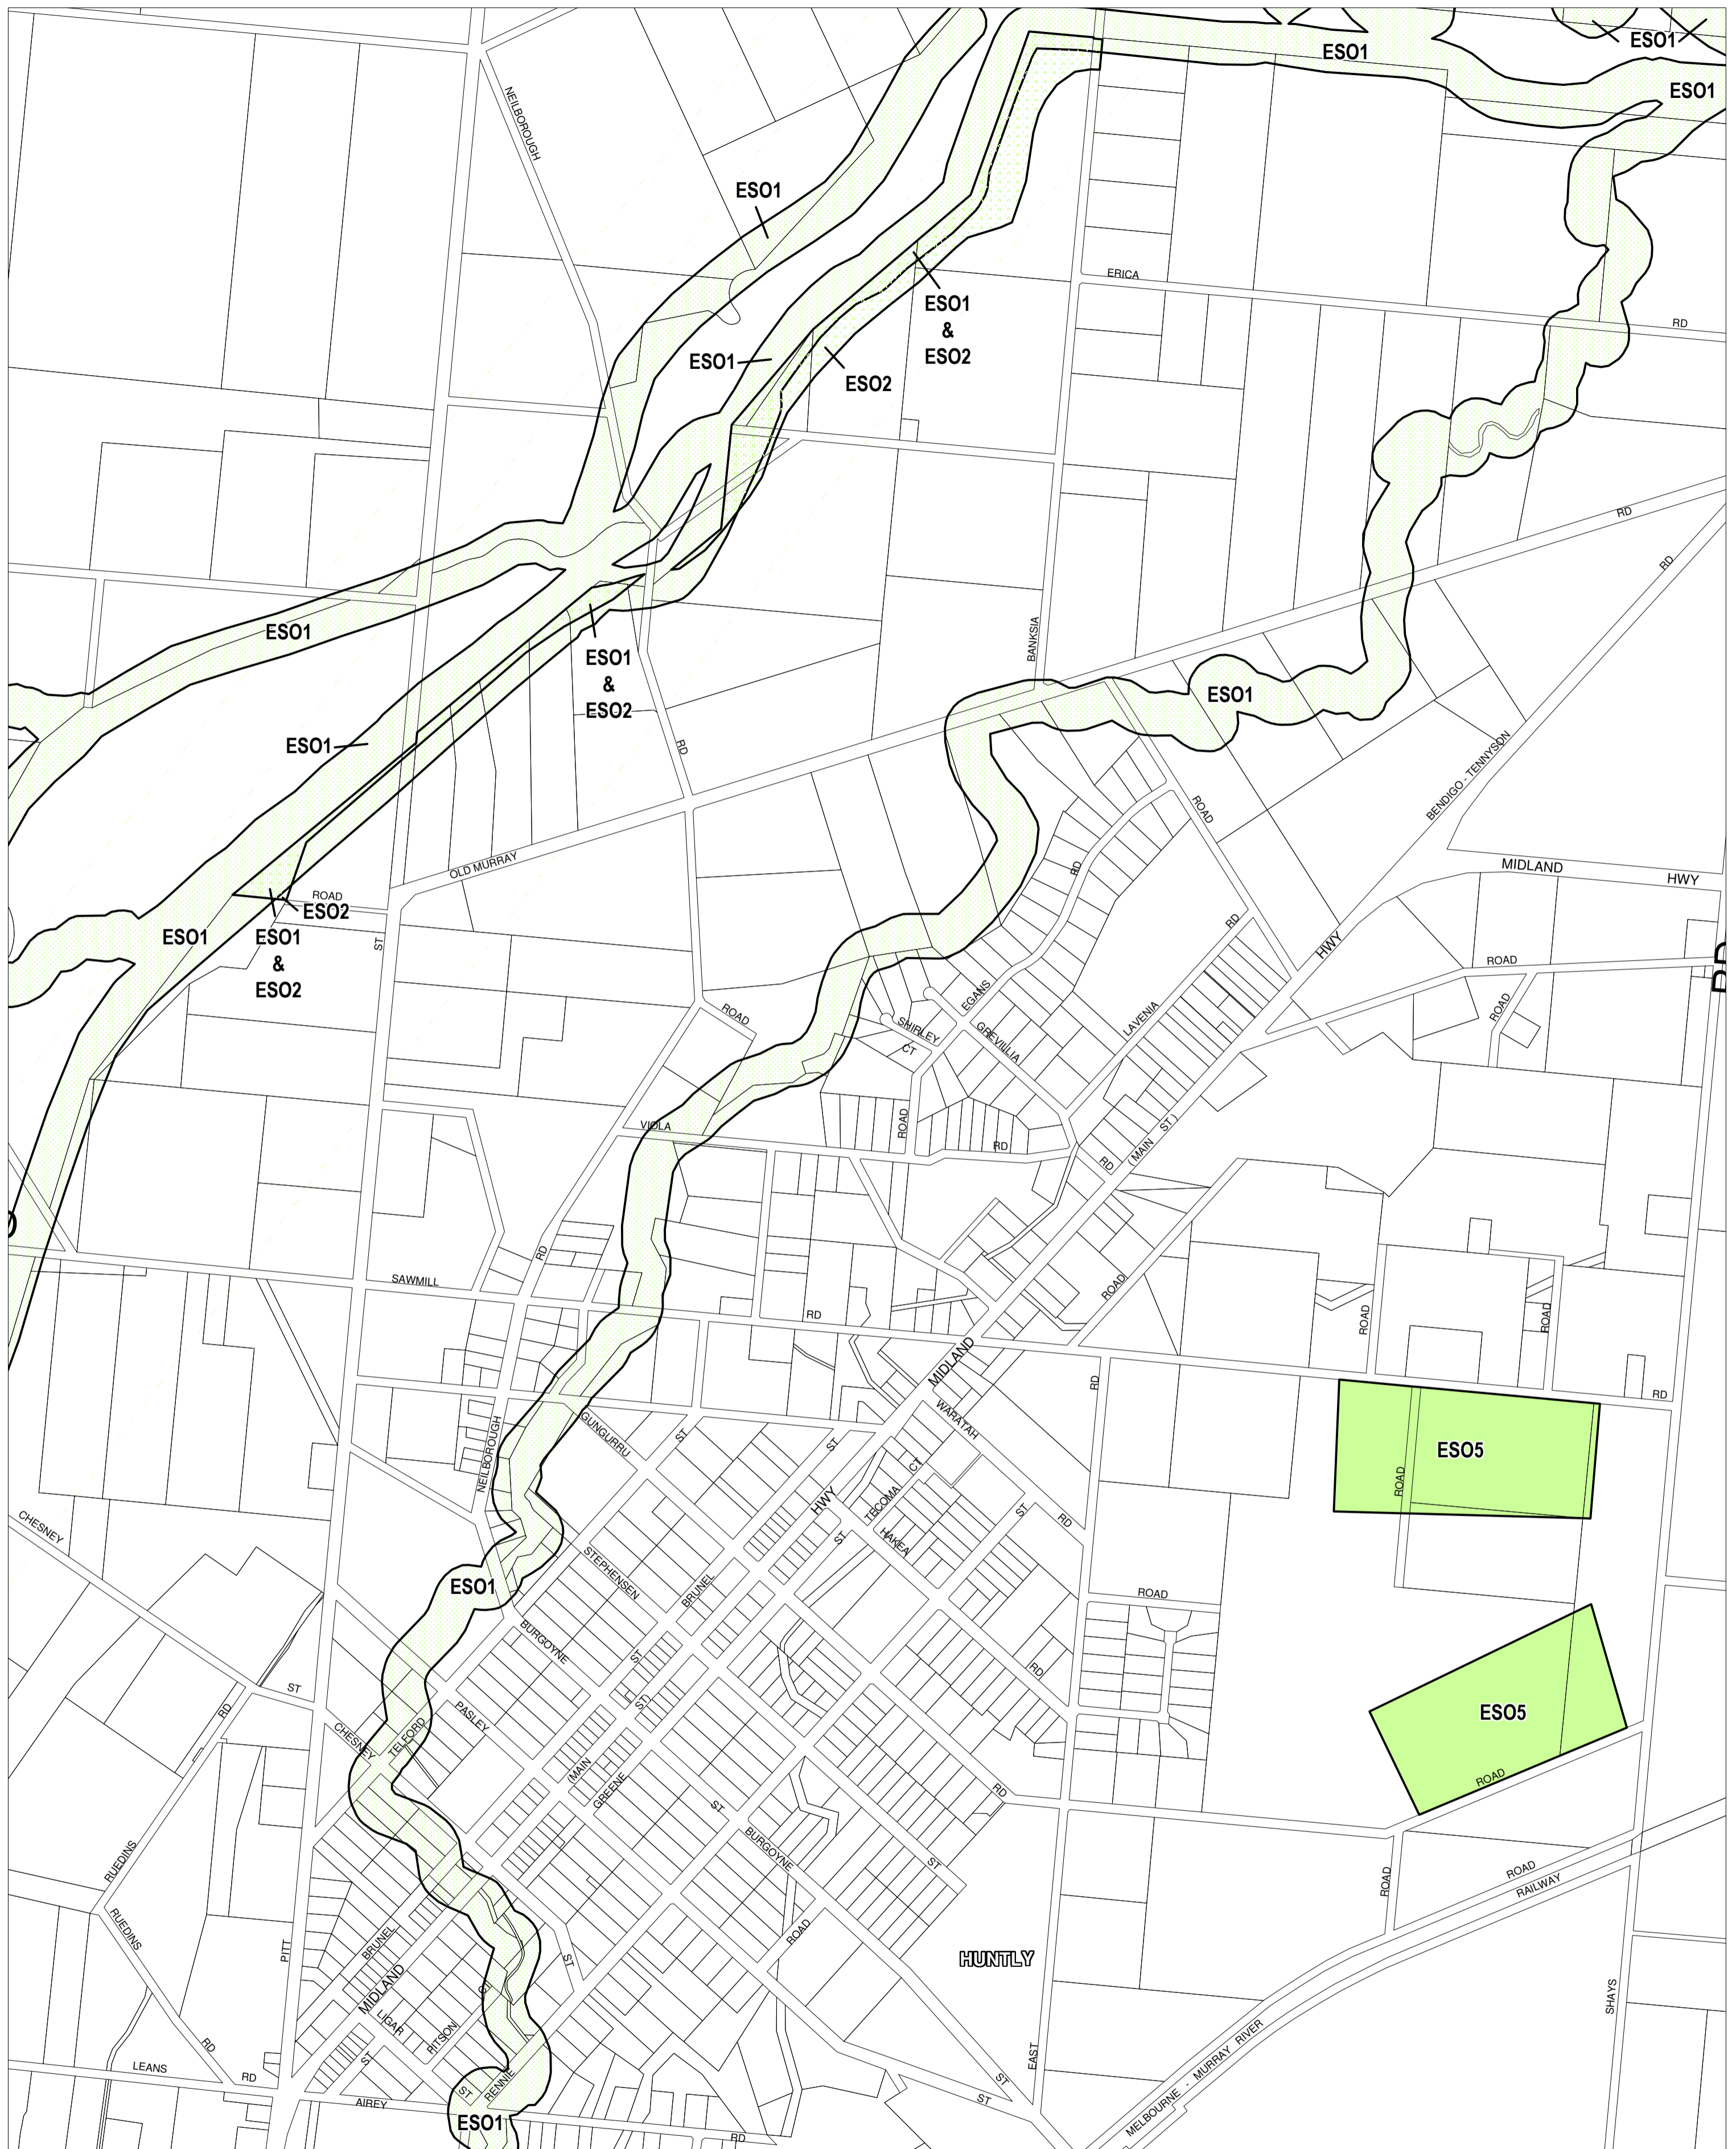 ESO1
ESO1
ESO1
NEILBOROUGH
ESO1
ERICA
ESO1
&
ESO2
RD
ESO1
ESO2
RD
RD
ESO1
BANKSIA
ESO1
&
ESO2
ESO1
ESO1
RD
BENDIGO - TENNYSON
ROAD
OLD MURRAY
MIDLAND
HWY
RD
ROAD
ESO2
ESO1
ESO1
&
ESO2
ST
RD
HWY
ROAD
EGANS
ROAD
SHIRLEY
CT
GREVILLIA
LAVENIA
ROAD
VIOLA
ROAD
RD
RD
(MAIN
ST)
RD
SAWMILL
RD
ROAD
ROAD
ROAD
MIDLAND
RD
RD
WARATAH
GUNGURRU
ST
ST
NEILBOROUGH
ESO5
ROAD
CT
TECOMA
HWY
ST
ST
RD
HAKEA
CHESNEY
STEPHENSEN
BRUNEL
ESO1
ROAD
BURGOYNE
ST
RD
ST
RD
ST)
PASLEY
CHESNEY
TELFORD
ESO5
(MAIN
GREENE
ROAD
RD
ST
RUEDINS
BURGOYNE
ST
ROAD
ROAD
RAILWAY
RUEDINS
PITT
BRUNEL
ROAD
ST
HUNTLY
MIDLAND
CT
LIGAR
PITSON
SHAYS
RD
ST
MELBOURNE - MURRAY RIVER
EAST
LEANS
RD
ST
RENNIE
ST
ST
AIREY
ESO1
RD